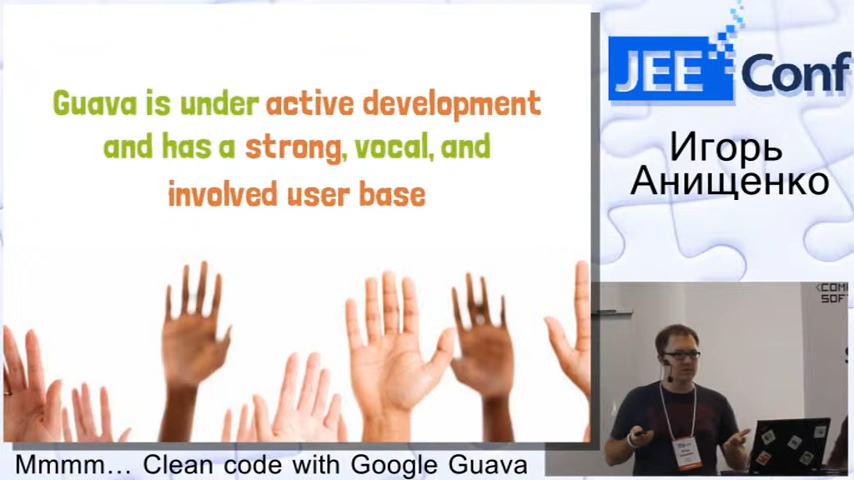 Guava is under active development
and has a strong, vocal, and
involved user base
JEE Conf
Игорь
Анищенко
Mmmm... Clean code with Google Guava